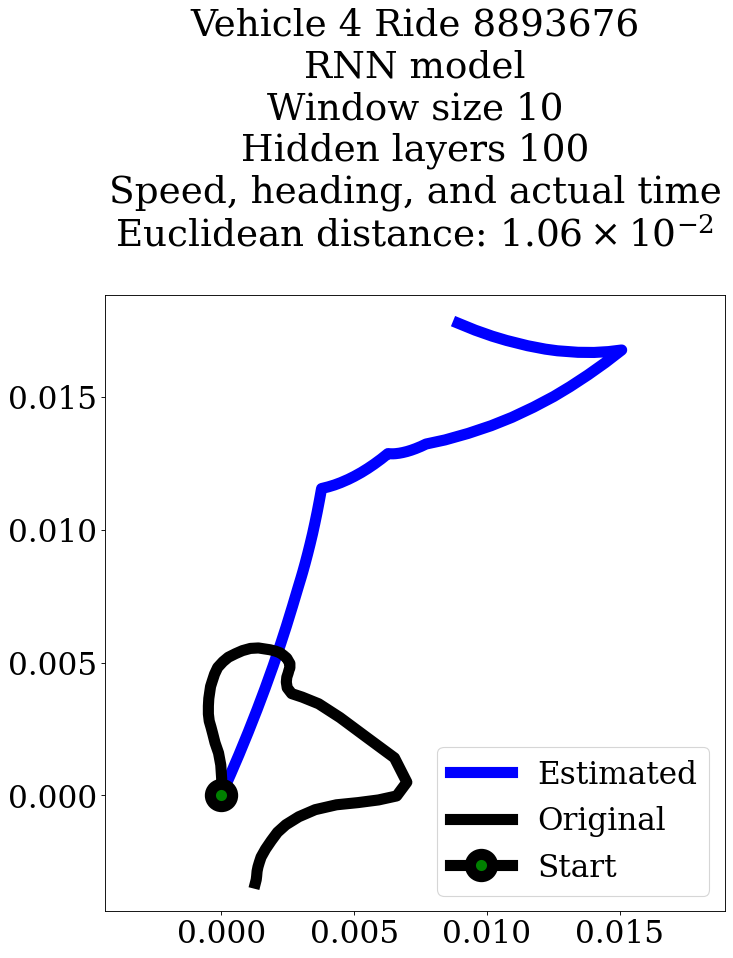 Vehicle 4 Ride 8893676
RNN model
Window size 10
Hidden layers 100
Speed, heading, and actual time
Euclidean distance: 1.06 × 10⁻²
0.015
0.010
0.005
0.000
Estimated
Original
Start
0.000 0.005 0.010 0.015